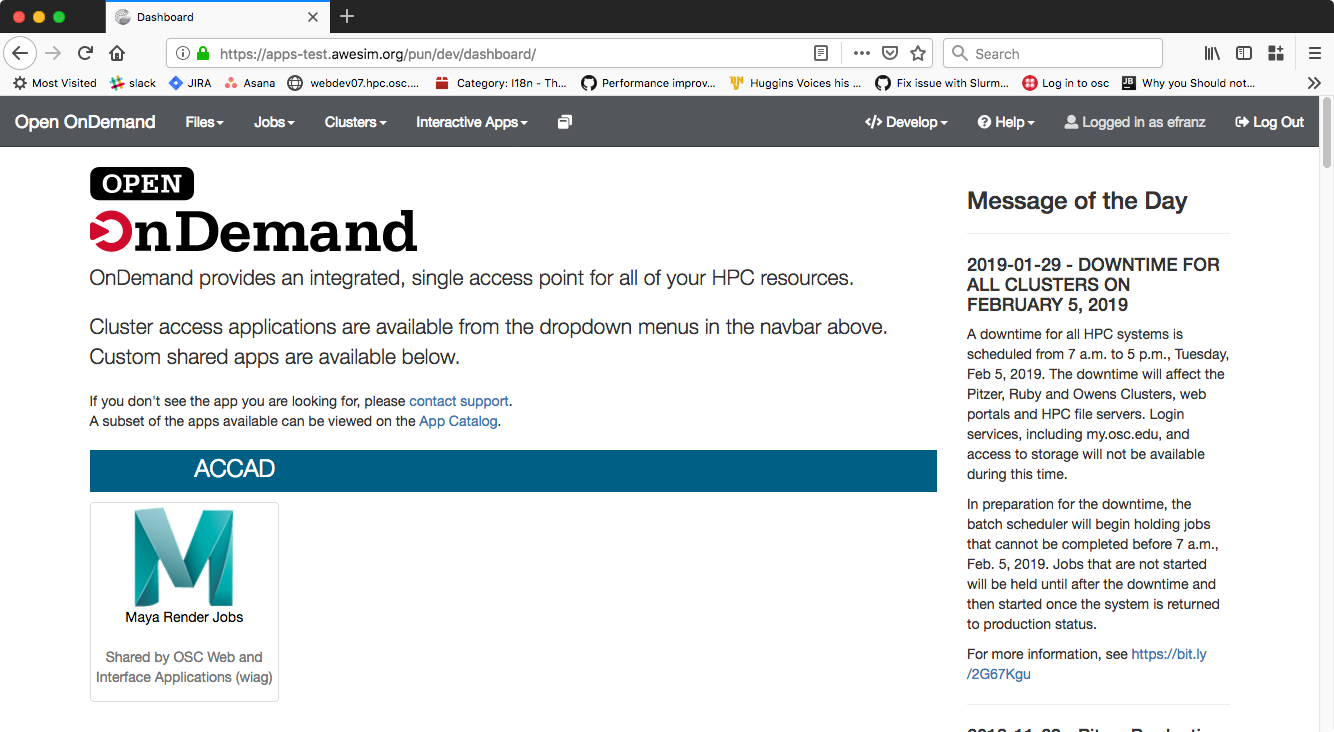 Dashboard
https://apps-test.awesim.org/pun/dev/dashboard/
Search
Most Visited
slack
JIRA
Asana
webdev07.hpc.osc....
Category: I18n - Th...
Performance improv...
Huggins Voices his ...
Fix issue with Slurm...
Log in to osc
Why you Should not...
Open OnDemand
Files
Jobs
Clusters
Interactive Apps
Develop
Help
Logged in as efranz
Log Out
OPEN
OnDemand
OnDemand provides an integrated, single access point for all of your HPC resources.
Cluster access applications are available from the dropdown menus in the navbar above.
Custom shared apps are available below.
If you don't see the app you are looking for, please contact support.
A subset of the apps available can be viewed on the App Catalog.
ACCAD
Maya Render Jobs
Shared by OSC Web and
Interface Applications (wiag)
Message of the Day
2019-01-29 - DOWNTIME FOR
ALL CLUSTERS ON
FEBRUARY 5, 2019
A downtime for all HPC systems is
scheduled from 7 a.m. to 5 p.m., Tuesday,
Feb 5, 2019. The downtime will affect the
Pitzer, Ruby and Owens Clusters, web
portals and HPC file servers. Login
services, including my.osc.edu, and
access to storage will not be available
during this time.
In preparation for the downtime, the
batch scheduler will begin holding jobs
that cannot be completed before 7 a.m.,
Feb. 5, 2019. Jobs that are not started
will be held until after the downtime and
then started once the system is returned
to production status.
For more information, see https://bit.ly
/2G67Kgu